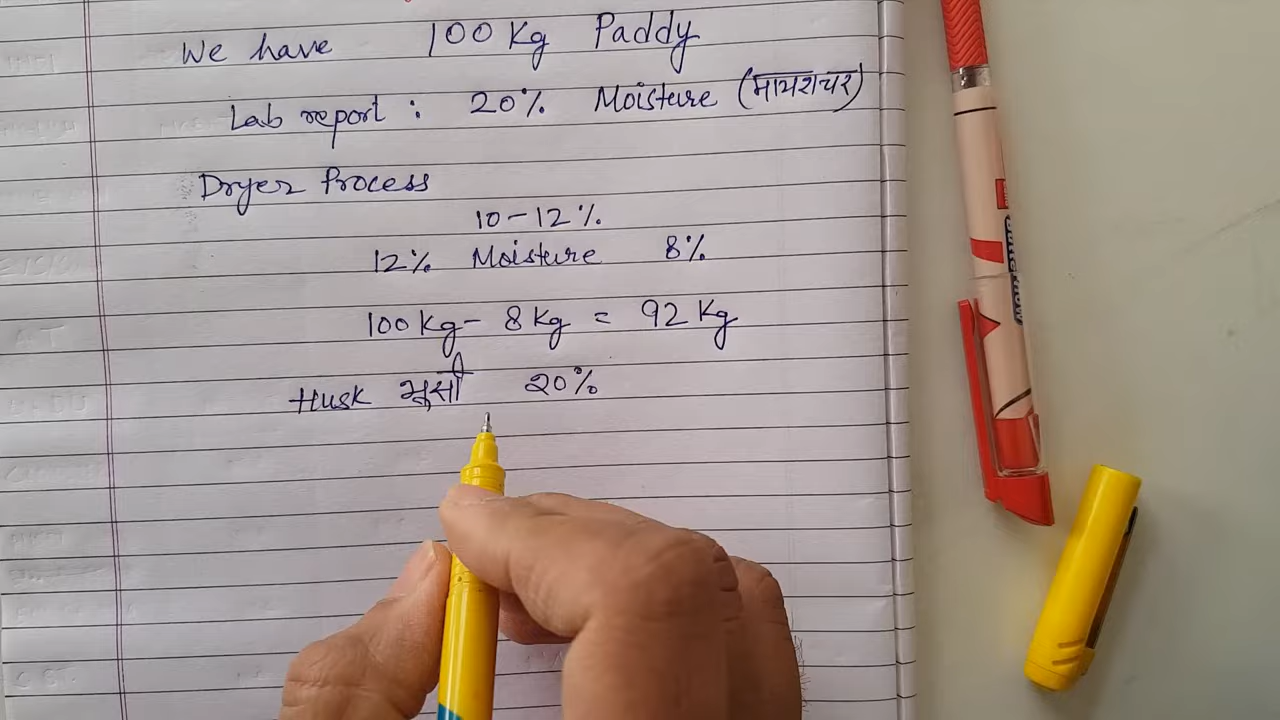 We have 100 Kg Paddy
Lab report : 20% Moisture (मायशचर)
Dryer Process
10-12%
12% Moisture 8%
100 Kg - 8 Kg = 92 Kg
Husk भूसी 20%